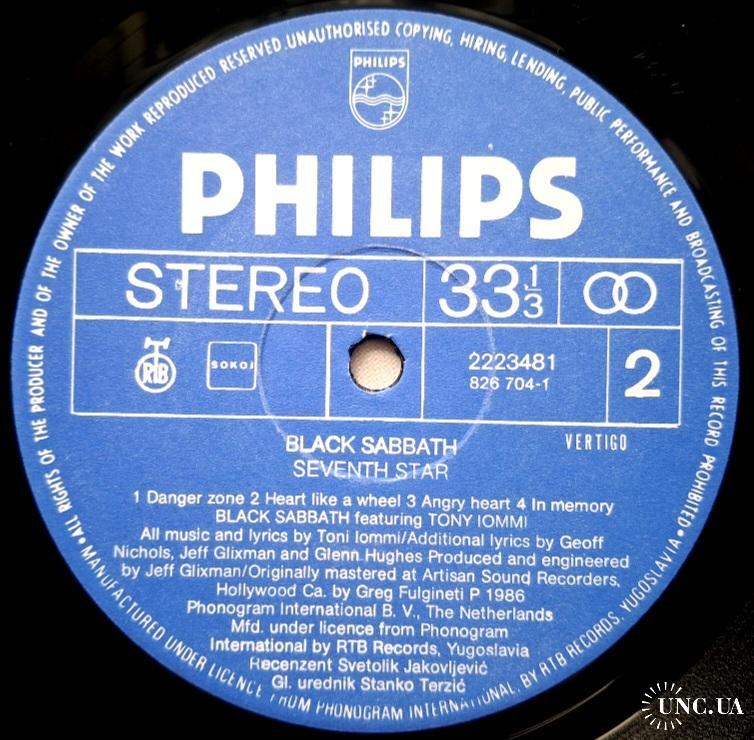 ALL RIGHTS OF THE PRODUCER AND OF THE OWNER OF THE WORK REPRODUCED RESERVED. UNAUTHORISED COPYING, HIRING, LENDING, PUBLIC PERFORMANCE AND BROADCASTING OF THIS RECORD PROHIBITED •
PHILIPS
PHILIPS
STEREO 33 1/3
RTB SOKOJ 2223481 2
826 704-1
BLACK SABBATH VERTIGO
SEVENTH STAR
1 Danger zone 2 Heart like a wheel 3 Angry heart 4 In memory
BLACK SABBATH featuring TONY IOMMI
All music and lyrics by Toni Iommi/Additional lyrics by Geoff
Nichols, Jeff Glixman and Glenn Hughes Produced and engineered
by Jeff Glixman/Originally mastered at Artisan Sound Recorders,
Hollywood Ca. by Greg Fulgineti P 1986
Phonogram International B. V., The Netherlands
Mfd. under licence from Phonogram
International by RTB Records, Yugoslavia
Recenzent Svetolik Jakovljević
Gl. urednik Stanko Terzić
• MANUFACTURED UNDER LICENCE FROM PHONOGRAM INTERNATIONAL, BY RTB RECORDS, YUGOSLAVIA •
UNC.UA